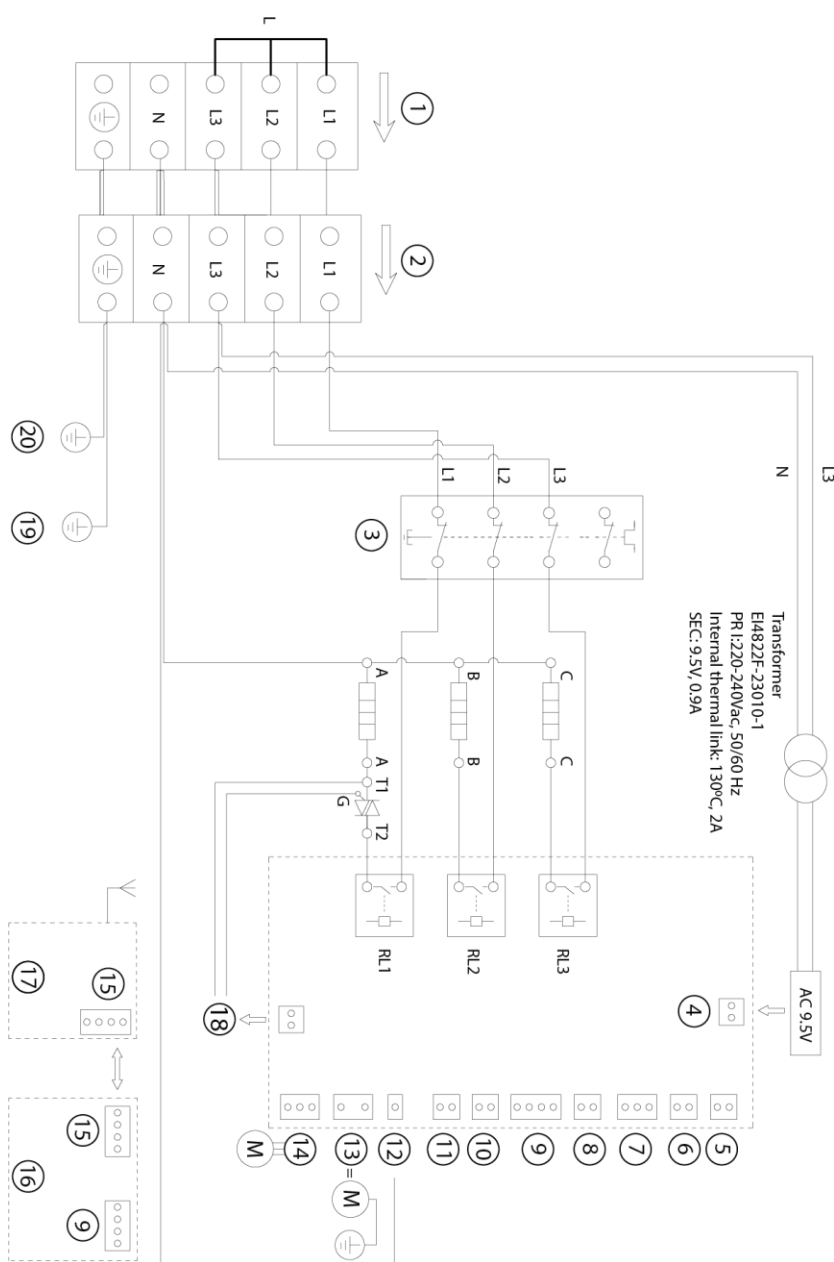 L
L1
L2
L3
N
1
L1
L2
L3
N
2
20
19
L3
N
L1
L2
L3
3
Transformer
EI4822F-23010-1
PR I:220-240Vac, 50/60 Hz
Internal thermal link: 130ºC, 2A
SEC: 9.5V, 0.9A
A
B
C
A
B
C
T1
G
T2
RL1
RL2
RL3
AC 9.5V
4
18
17
15
16
15
9
14
13
12
11
10
9
8
7
6
5
M
=
M